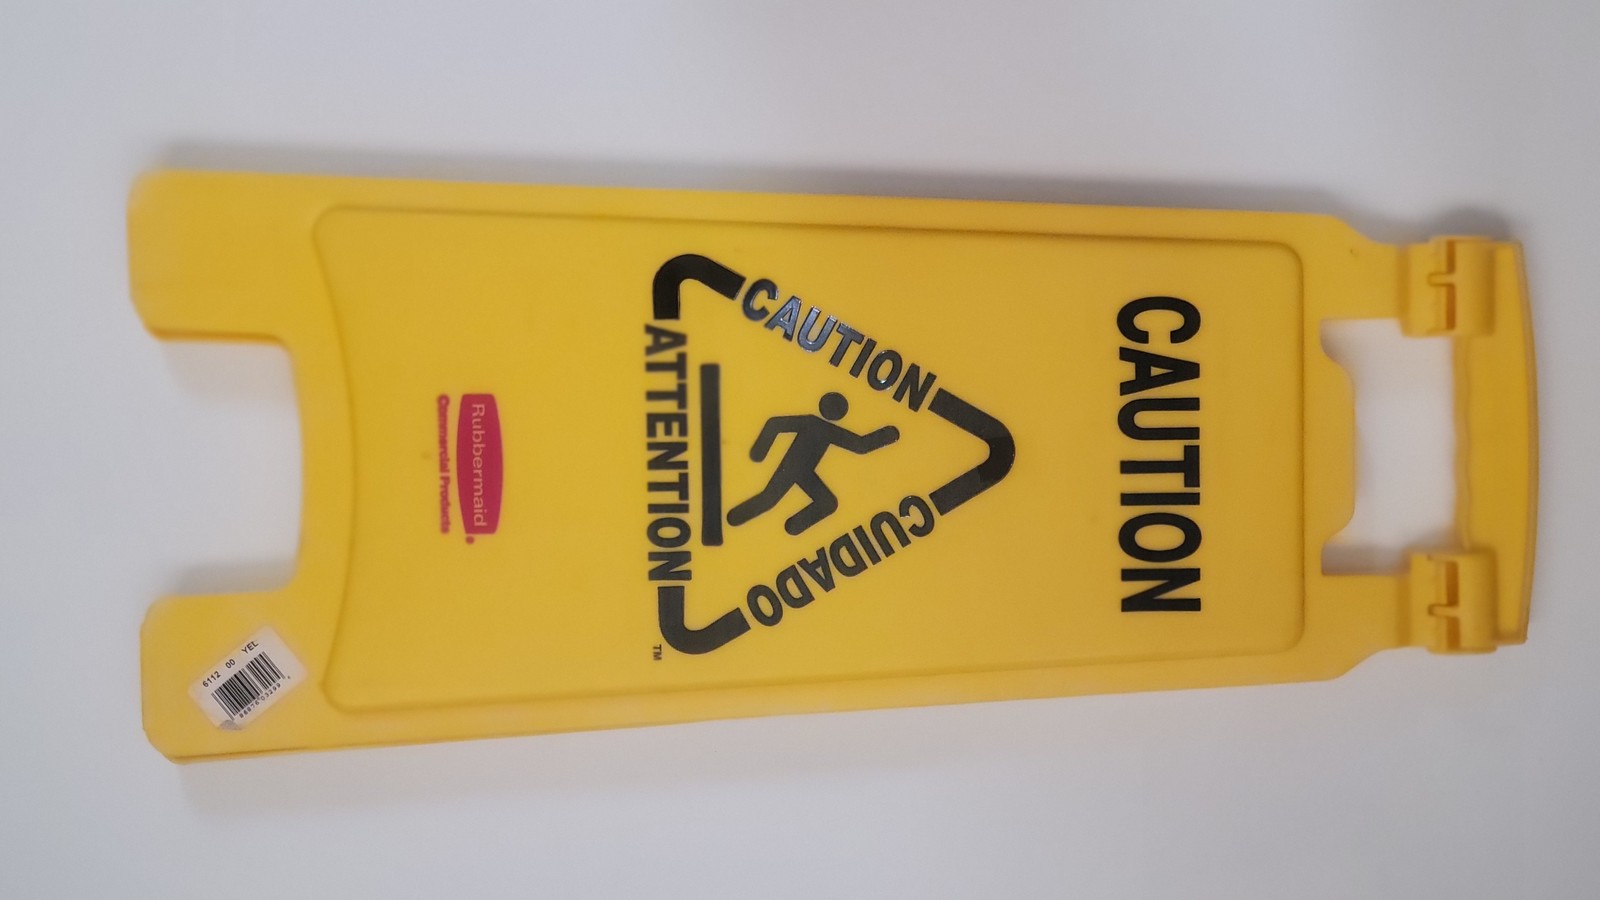 CAUTION
CAUTION
CUIDADO
ATTENTION
TM
Rubbermaid®
Commercial Products
6112 00 YEL